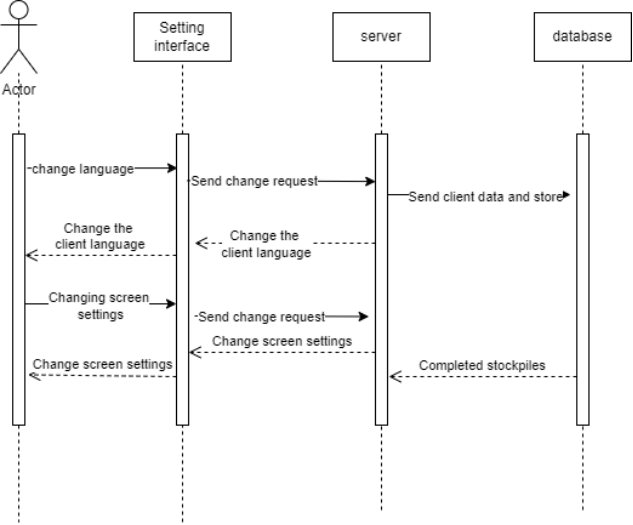 Setting
interface
server
database
Actor
change language
Send change request
Send client data and store
Change the
client language
Change the
client language
Changing screen
settings
Send change request
Change screen settings
Change screen settings
Completed stockpiles